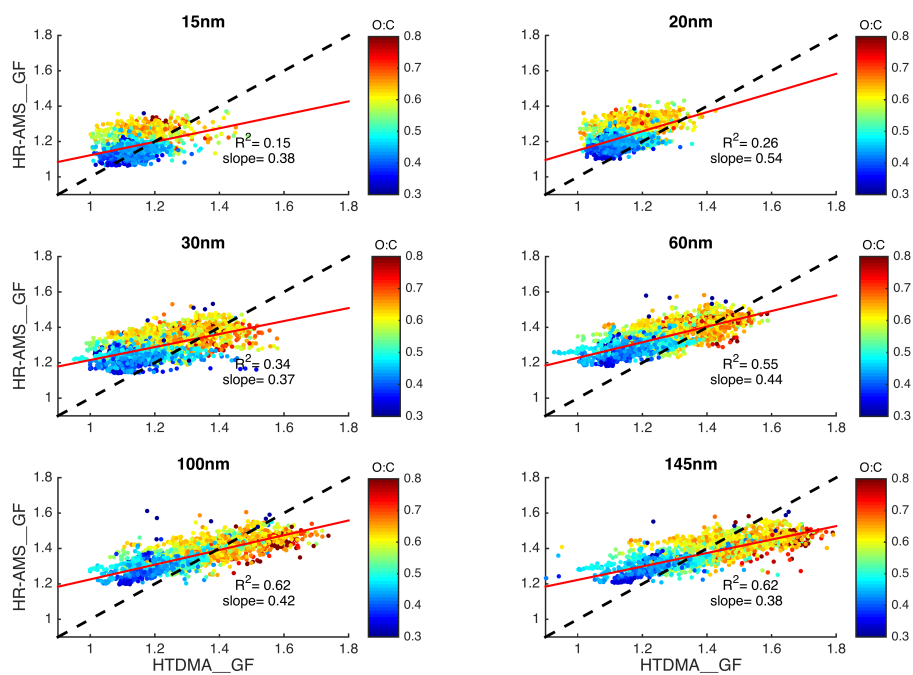 15nm
O:C
1.8
1.6
1.4
1.2
1
HR-AMS__GF
1 1.2 1.4 1.6 1.8
R2= 0.15
slope= 0.38
0.8
0.7
0.6
0.5
0.4
0.3
20nm
O:C
1.8
1.6
1.4
1.2
1
1 1.2 1.4 1.6 1.8
R2= 0.26
slope= 0.54
0.8
0.7
0.6
0.5
0.4
0.3
30nm
O:C
1.8
1.6
1.4
1.2
1
HR-AMS__GF
1 1.2 1.4 1.6 1.8
R2= 0.34
slope= 0.37
0.8
0.7
0.6
0.5
0.4
0.3
60nm
O:C
1.8
1.6
1.4
1.2
1
1 1.2 1.4 1.6 1.8
R2= 0.55
slope= 0.44
0.8
0.7
0.6
0.5
0.4
0.3
100nm
O:C
1.8
1.6
1.4
1.2
1
HR-AMS__GF
1 1.2 1.4 1.6 1.8
HTDMA__GF
R2= 0.62
slope= 0.42
0.8
0.7
0.6
0.5
0.4
0.3
145nm
O:C
1.8
1.6
1.4
1.2
1
1 1.2 1.4 1.6 1.8
HTDMA__GF
R2= 0.62
slope= 0.38
0.8
0.7
0.6
0.5
0.4
0.3